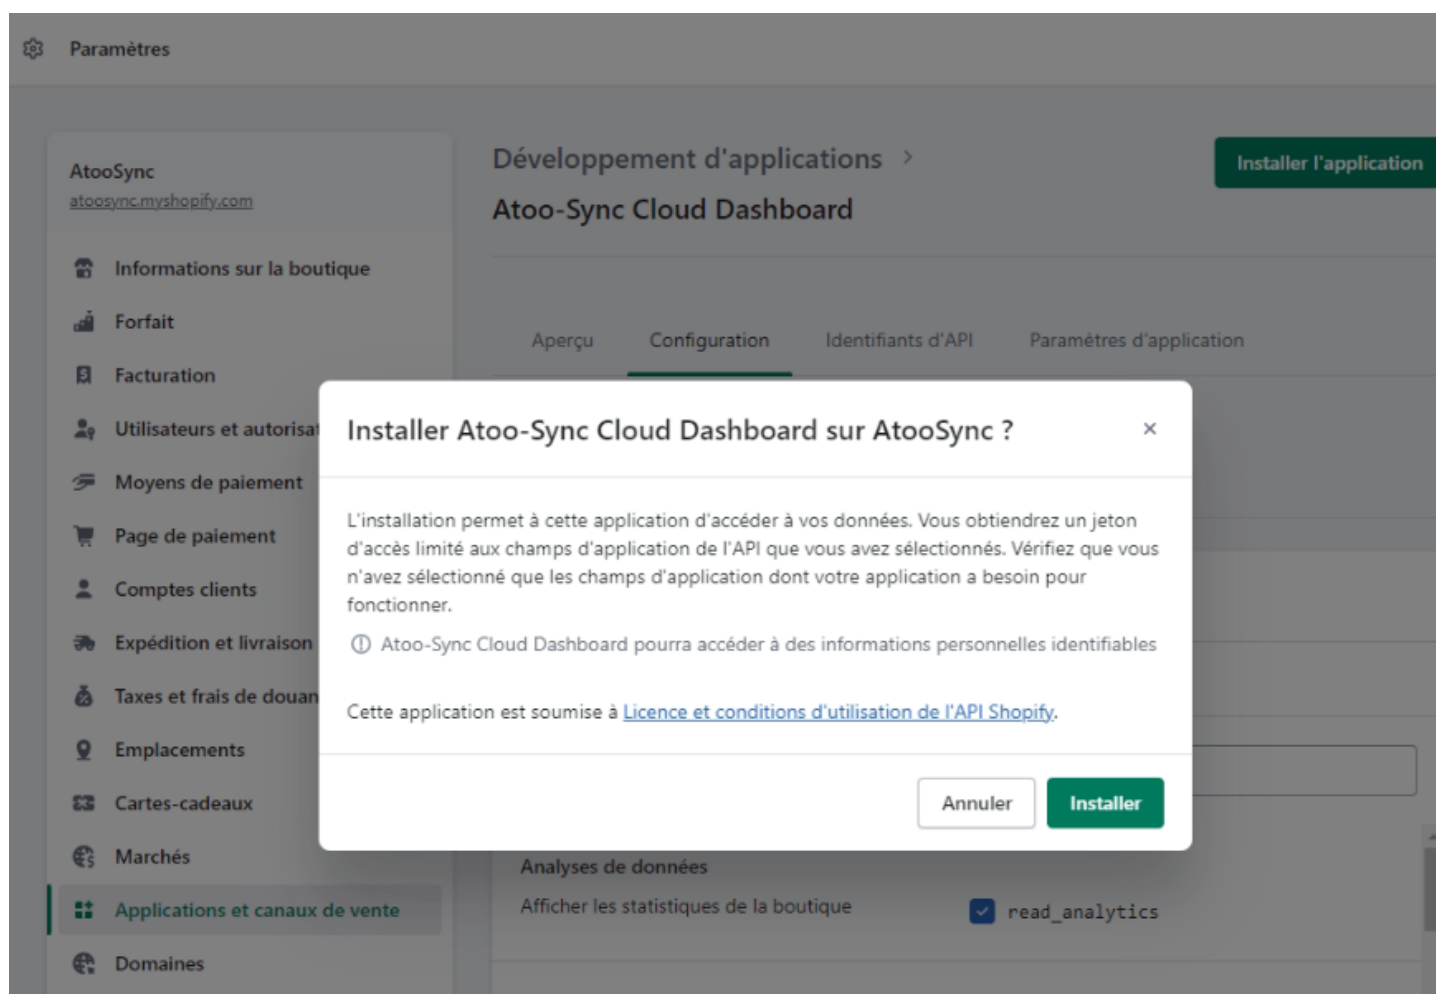 Paramètres
AtooSync
atoosync.myshopify.com
Informations sur la boutique
Forfait
Facturation
Utilisateurs et autorisat
Moyens de paiement
Page de paiement
Comptes clients
Expédition et livraison
Taxes et frais de douan
Emplacements
Cartes-cadeaux
Marchés
Applications et canaux de vente
Domaines
Développement d'applications >
Installer l'application
Atoo-Sync Cloud Dashboard
Aperçu Configuration Identifiants d'API Paramètres d'application
Installer Atoo-Sync Cloud Dashboard sur AtooSync ?
L'installation permet à cette application d'accéder à vos données. Vous obtiendrez un jeton
d'accès limité aux champs d'application de l'API que vous avez sélectionnés. Vérifiez que vous
n'avez sélectionné que les champs d'application dont votre application a besoin pour
fonctionner.
Atoo-Sync Cloud Dashboard pourra accéder à des informations personnelles identifiables
Cette application est soumise à Licence et conditions d'utilisation de l'API Shopify.
Annuler Installer
Analyses de données
Afficher les statistiques de la boutique read_analytics